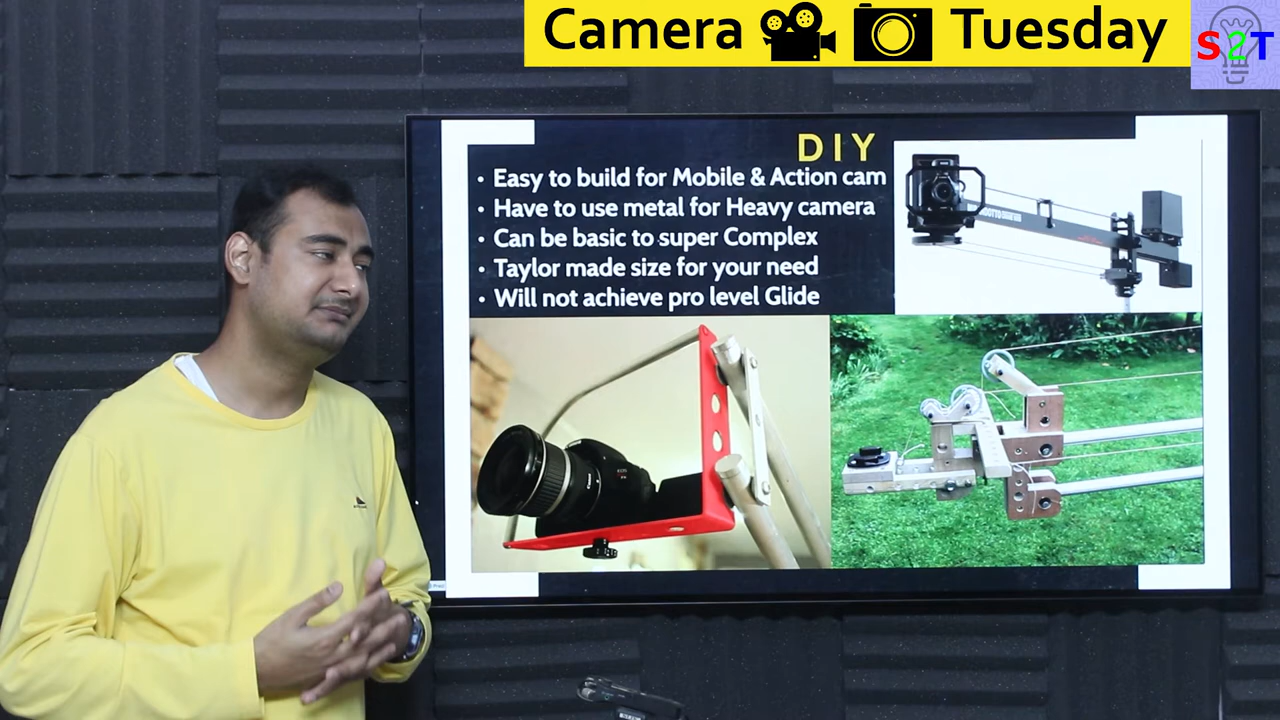 Camera Tuesday
S2T
DIY
• Easy to build for Mobile & Action cam
• Have to use metal for Heavy camera
• Can be basic to super Complex
• Taylor made size for your need
• Will not achieve pro level Glide
Canon